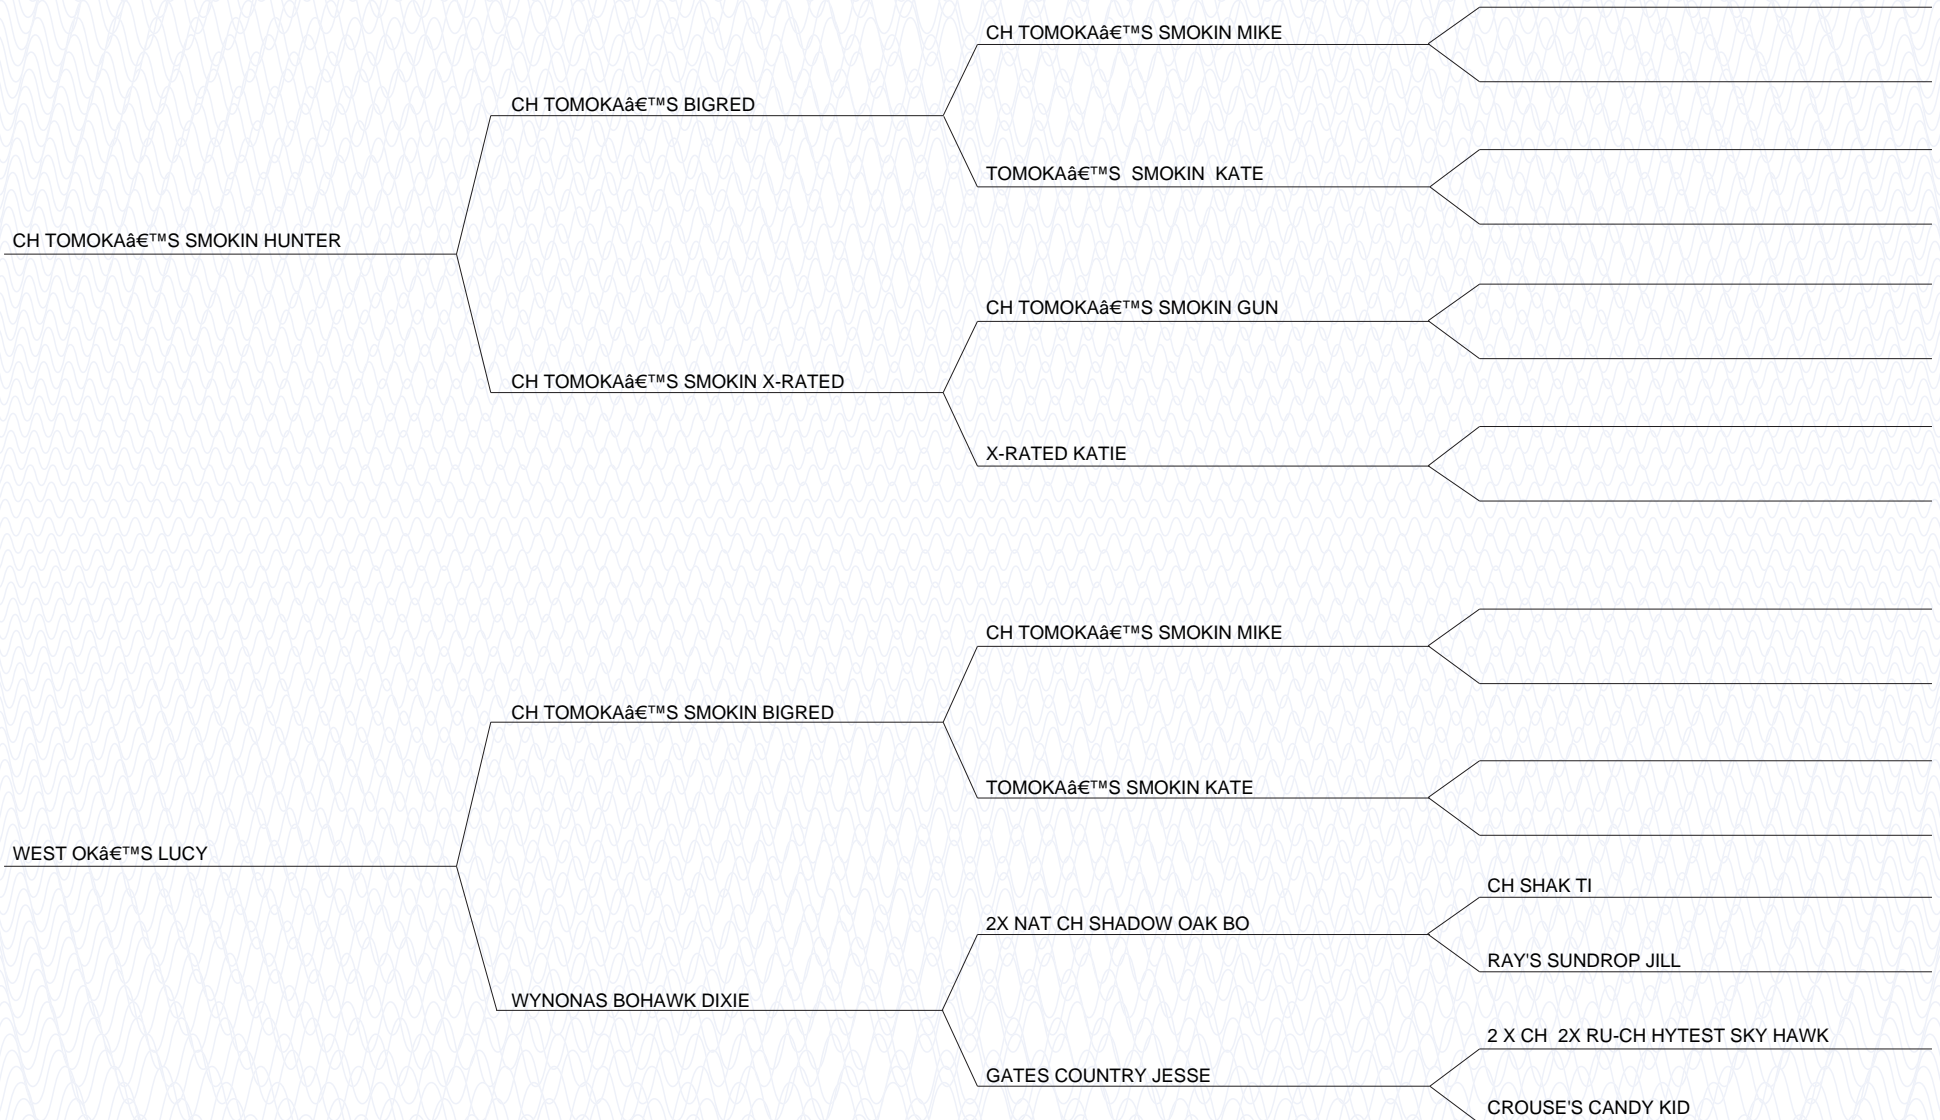 CH TOMOKAâ€™S SMOKIN MIKE
CH TOMOKAâ€™S BIGRED
TOMOKAâ€™S  SMOKIN  KATE
CH TOMOKAâ€™S SMOKIN HUNTER
CH TOMOKAâ€™S SMOKIN GUN
CH TOMOKAâ€™S SMOKIN X-RATED
X-RATED KATIE
CH TOMOKAâ€™S SMOKIN MIKE
CH TOMOKAâ€™S SMOKIN BIGRED
TOMOKAâ€™S SMOKIN KATE
WEST OKâ€™S LUCY
CH SHAK TI
2X NAT CH SHADOW OAK BO
RAY'S SUNDROP JILL
WYNONAS BOHAWK DIXIE
2 X CH  2X RU-CH HYTEST SKY HAWK
GATES COUNTRY JESSE
CROUSE'S CANDY KID